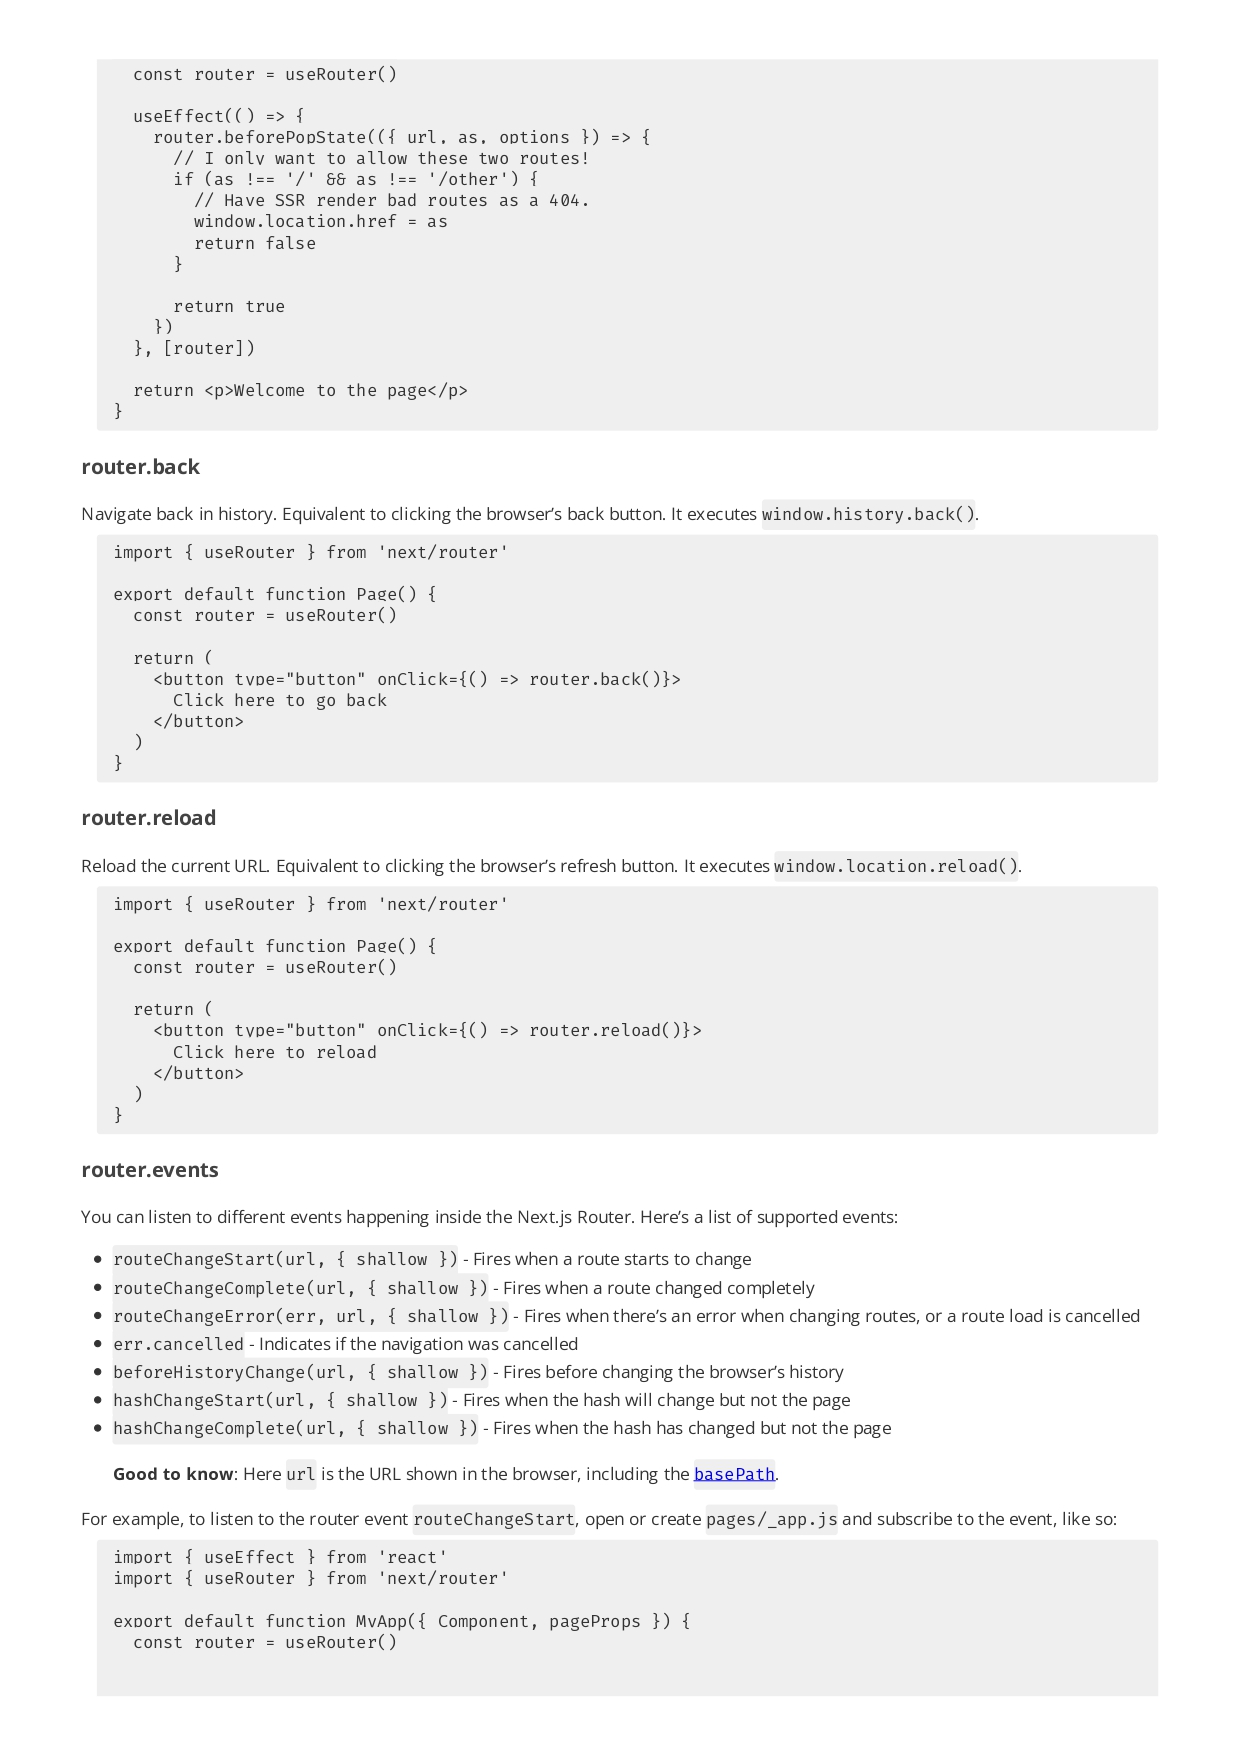 const router = useRouter()
useEffect(() => {
router.beforePopState(({ url, as, options }) => {
// I only want to allow these two routes!
if (as !== '/' && as !== '/other') {
// Have SSR render bad routes as a 404.
window.location.href = as
return false
}
return true
})
}, [router])
return <p>Welcome to the page</p>
}
router.back
Navigate back in history. Equivalent to clicking the browser’s back button. It executes window.history.back().
import { useRouter } from 'next/router'
export default function Page() {
const router = useRouter()
return (
<button type="button" onClick={() => router.back()}>
Click here to go back
</button>
)
}
router.reload
Reload the current URL. Equivalent to clicking the browser’s refresh button. It executes window.location.reload().
import { useRouter } from 'next/router'
export default function Page() {
const router = useRouter()
return (
<button type="button" onClick={() => router.reload()}>
Click here to reload
</button>
)
}
router.events
You can listen to different events happening inside the Next.js Router. Here’s a list of supported events:
• routeChangeStart(url, { shallow }) - Fires when a route starts to change
• routeChangeComplete(url, { shallow }) - Fires when a route changed completely
• routeChangeError(err, url, { shallow }) - Fires when there’s an error when changing routes, or a route load is cancelled
• err.cancelled - Indicates if the navigation was cancelled
• beforeHistoryChange(url, { shallow }) - Fires before changing the browser’s history
• hashChangeStart(url, { shallow }) - Fires when the hash will change but not the page
• hashChangeComplete(url, { shallow }) - Fires when the hash has changed but not the page
Good to know: Here url is the URL shown in the browser, including the basePath.
For example, to listen to the router event routeChangeStart, open or create pages/_app.js and subscribe to the event, like so:
import { useEffect } from 'react'
import { useRouter } from 'next/router'
export default function MyApp({ Component, pageProps }) {
const router = useRouter()